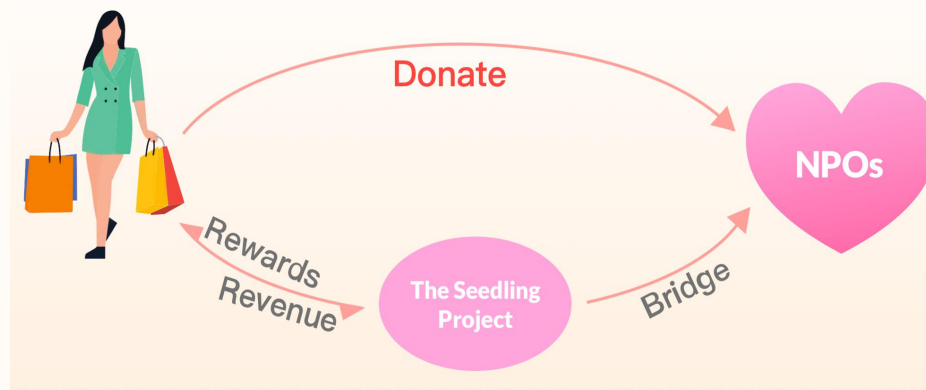 Donate
NPOs
Rewards
Revenue
The Seedling
Project
Bridge